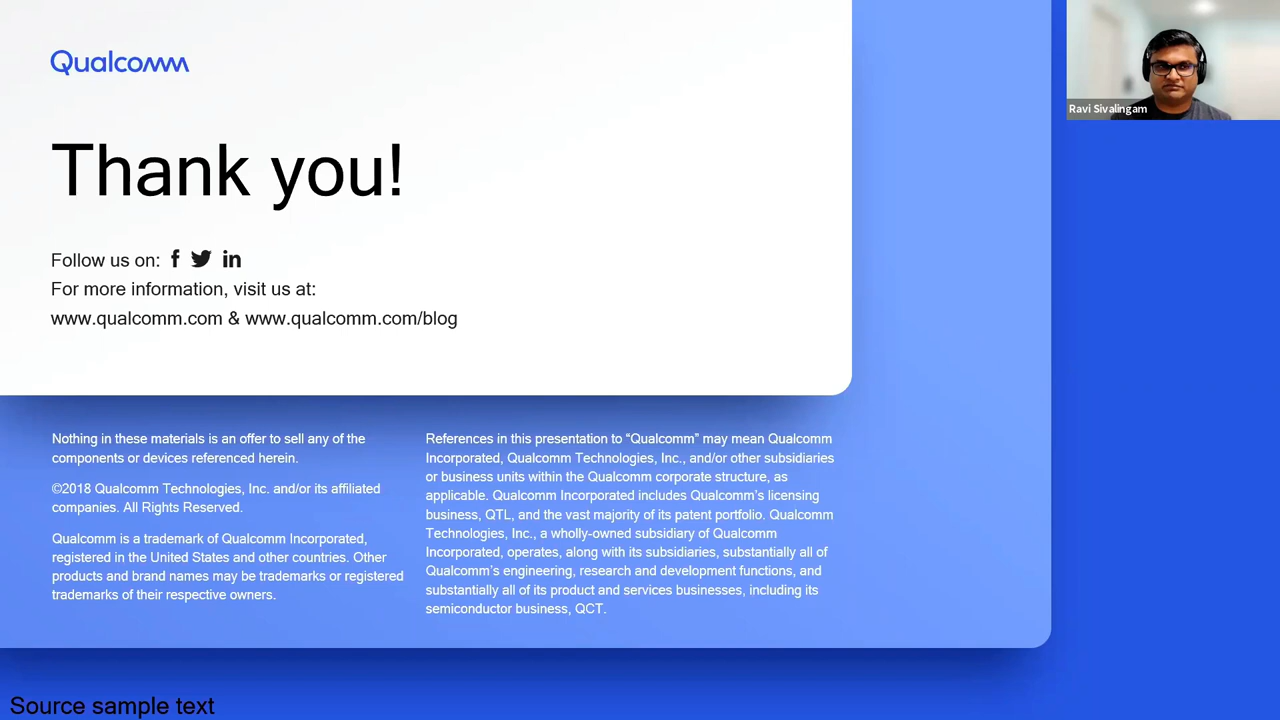 Qualcomm
Ravi Sivalingam
Thank you!
Follow us on: f in
For more information, visit us at:
www.qualcomm.com & www.qualcomm.com/blog
Nothing in these materials is an offer to sell any of the
components or devices referenced herein.
©2018 Qualcomm Technologies, Inc. and/or its affiliated
companies. All Rights Reserved.
Qualcomm is a trademark of Qualcomm Incorporated,
registered in the United States and other countries. Other
products and brand names may be trademarks or registered
trademarks of their respective owners.
References in this presentation to “Qualcomm” may mean Qualcomm
Incorporated, Qualcomm Technologies, Inc., and/or other subsidiaries
or business units within the Qualcomm corporate structure, as
applicable. Qualcomm Incorporated includes Qualcomm’s licensing
business, QTL, and the vast majority of its patent portfolio. Qualcomm
Technologies, Inc., a wholly-owned subsidiary of Qualcomm
Incorporated, operates, along with its subsidiaries, substantially all of
Qualcomm’s engineering, research and development functions, and
substantially all of its product and services businesses, including its
semiconductor business, QCT.
Source sample text